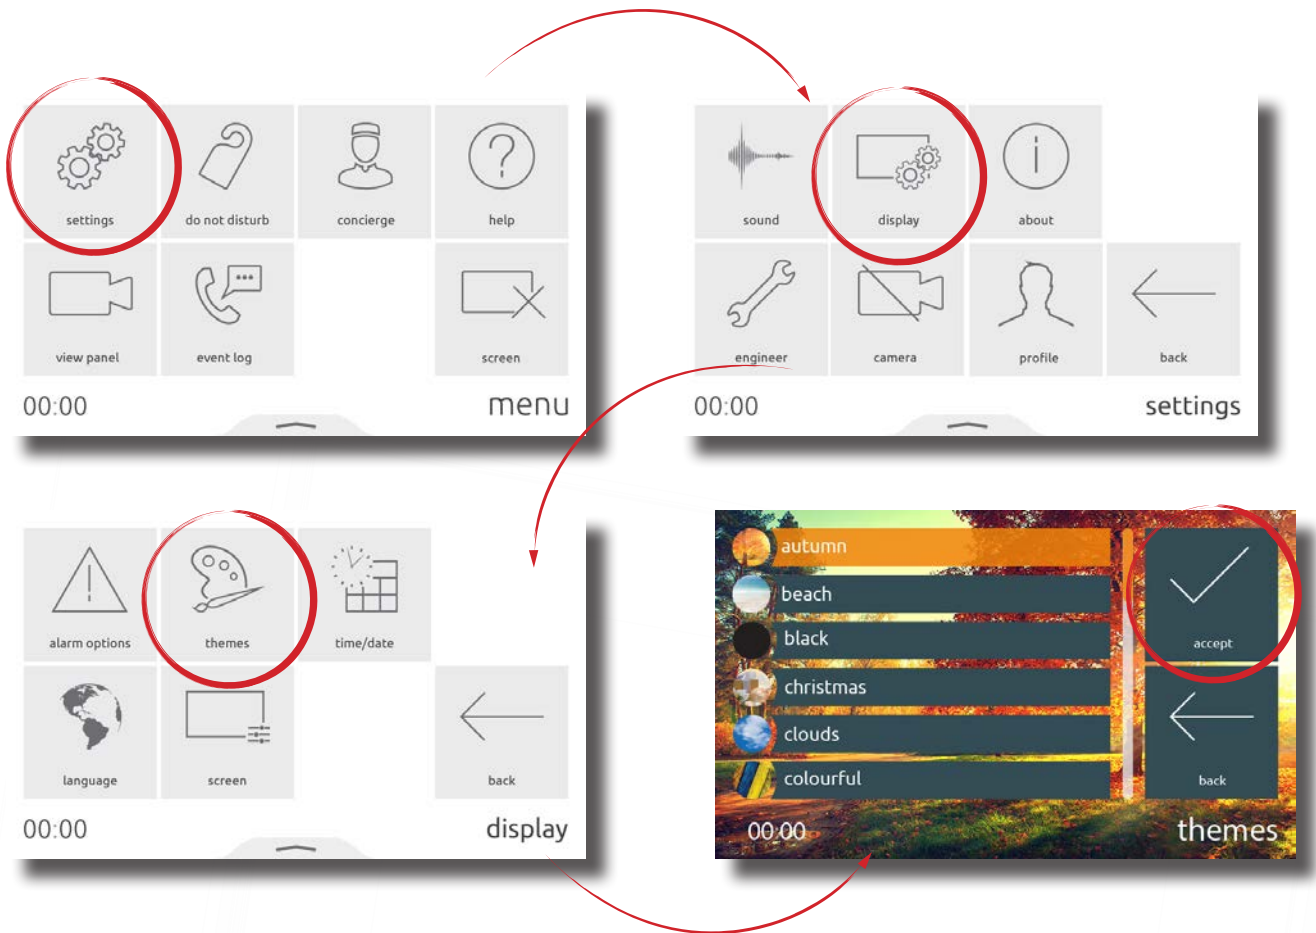 settings
do not disturb
concierge
help
view panel
event log
screen
00:00
menu
sound
display
about
engineer
camera
profile
back
00:00
settings
alarm options
themes
time/date
language
screen
back
00:00
display
autumn
beach
black
christmas
clouds
colourful
accept
back
00:00
themes